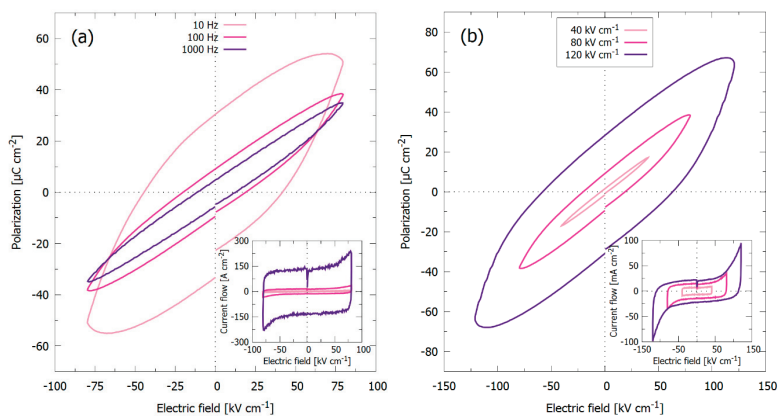 (a)
10 Hz
100 Hz
1000 Hz
60
40
20
0
-20
-40
-60
Polarization [µC cm⁻²]
-100 -75 -50 -25 0 25 50 75 100
Electric field [kV cm⁻¹]
300
150
0
-150
-300
Current flow [A cm⁻²]
-100 -50 0 50 100
Electric field [kV cm⁻¹]
(b)
40 kV cm⁻¹
80 kV cm⁻¹
120 kV cm⁻¹
80
60
40
20
0
-20
-40
-60
-80
Polarization [µC cm⁻²]
-150 -100 -50 0 50 100 150
Electric field [kV cm⁻¹]
100
50
0
-50
-100
Current flow [mA cm⁻²]
-150 -50 50 150
Electric field [kV cm⁻¹]